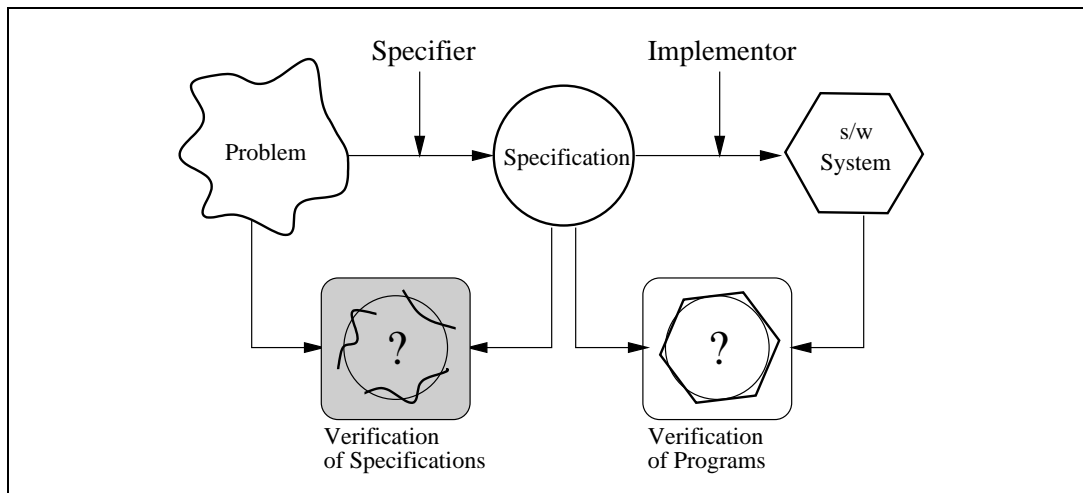 Specifier
Implementor
Problem
Specification
s/w
System
?
?
Verification
of Specifications
Verification
of Programs